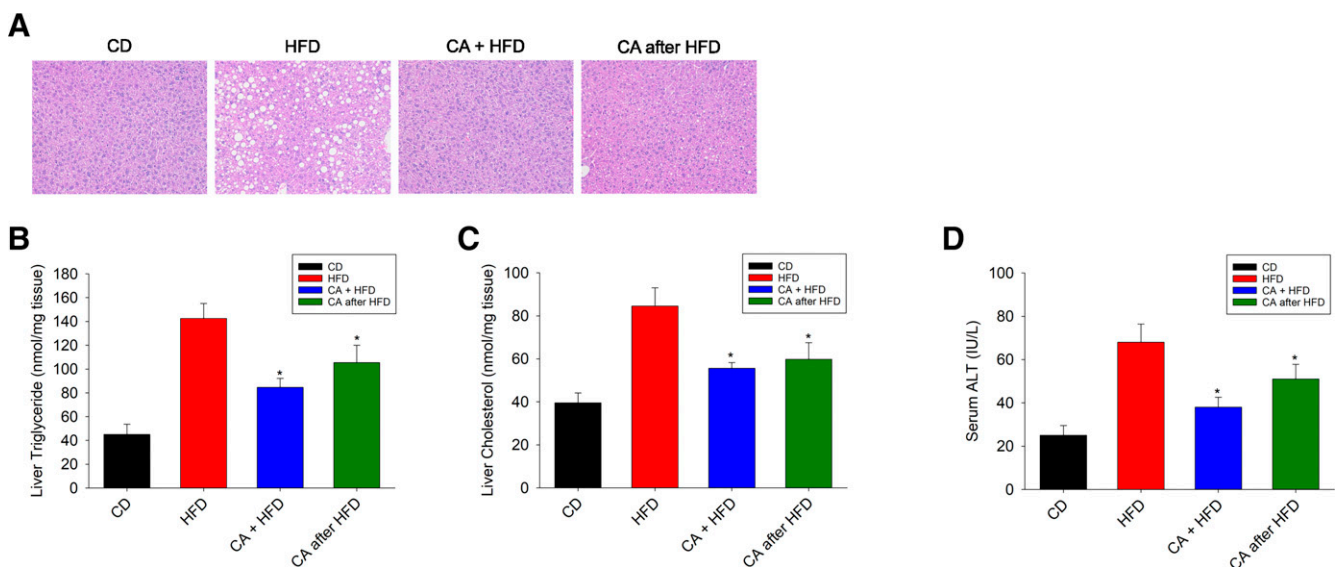 A
CD
HFD
CA + HFD
CA after HFD
B
Liver Triglyceride (nmol/mg tissue)
180
160
140
120
100
80
60
40
20
0
CD
HFD
CA + HFD
CA after HFD
*
*
CD
HFD
CA + HFD
CA after HFD
C
Liver Cholesterol (nmol/mg tissue)
100
80
60
40
20
0
CD
HFD
CA + HFD
CA after HFD
*
*
CD
HFD
CA + HFD
CA after HFD
D
Serum ALT (IU/L)
100
80
60
40
20
0
CD
HFD
CA + HFD
CA after HFD
*
*
CD
HFD
CA + HFD
CA after HFD